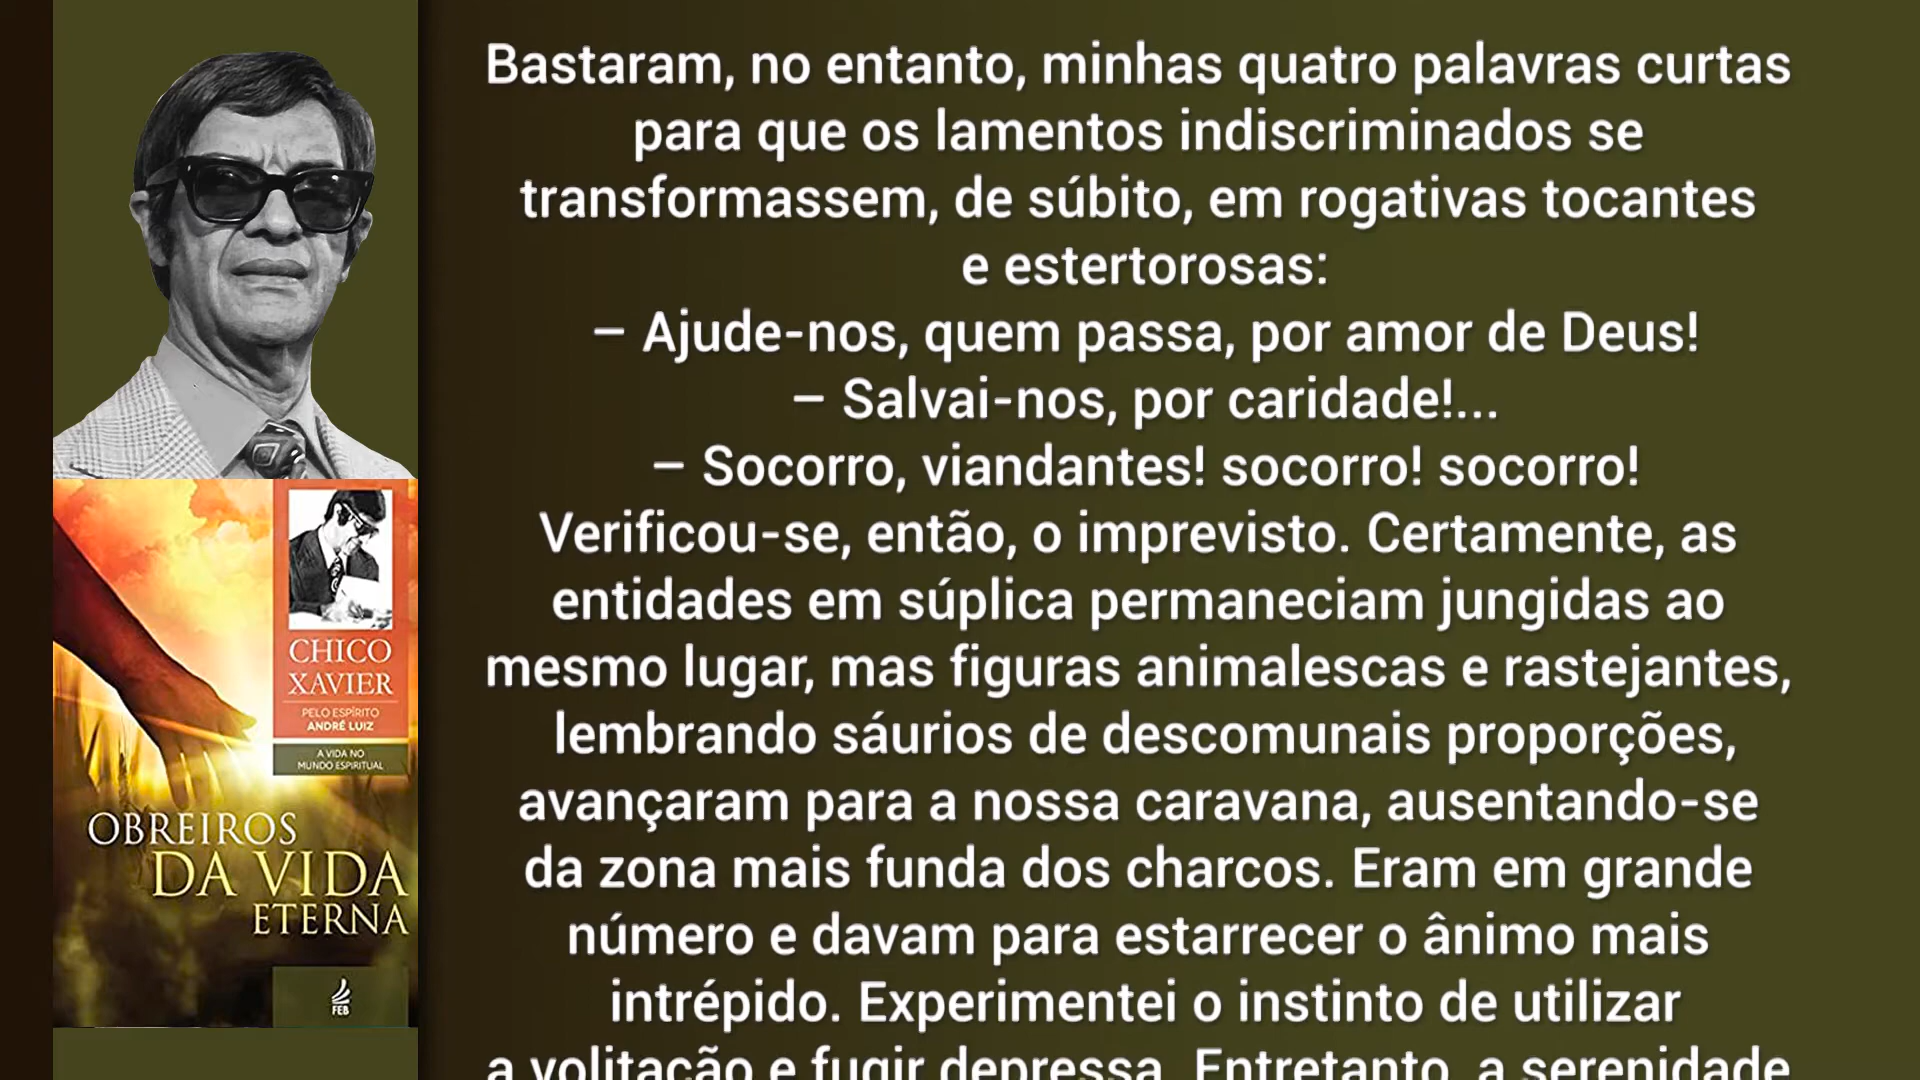 Bastaram, no entanto, minhas quatro palavras curtas
para que os lamentos indiscriminados se
transformassem, de súbito, em rogativas tocantes
e estertorosas:
– Ajude-nos, quem passa, por amor de Deus!
– Salvai-nos, por caridade!...
– Socorro, viandantes! socorro! socorro!
Verificou-se, então, o imprevisto. Certamente, as
entidades em súplica permaneciam jungidas ao
mesmo lugar, mas figuras animalescas e rastejantes,
lembrando sáurios de descomunais proporções,
avançaram para a nossa caravana, ausentando-se
da zona mais funda dos charcos. Eram em grande
número e davam para estarrecer o ânimo mais
intrépido. Experimentei o instinto de utilizar
a volitação e fugir depressa. Entretanto, a serenidade
CHICO
XAVIER
PELO ESPÍRITO
ANDRÉ LUIZ
A VIDA NO
MUNDO ESPIRITUAL
OBREIROS
DA VIDA
ETERNA
FEB